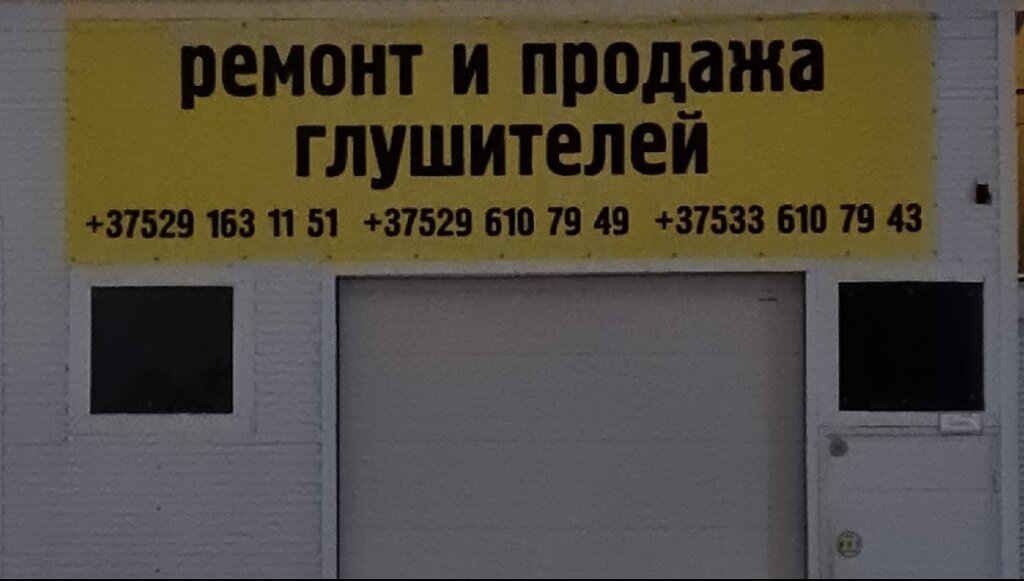 ремонт и продажа
глушителей
+37529 163 11 51 +37529 610 79 49 +37533 610 79 43